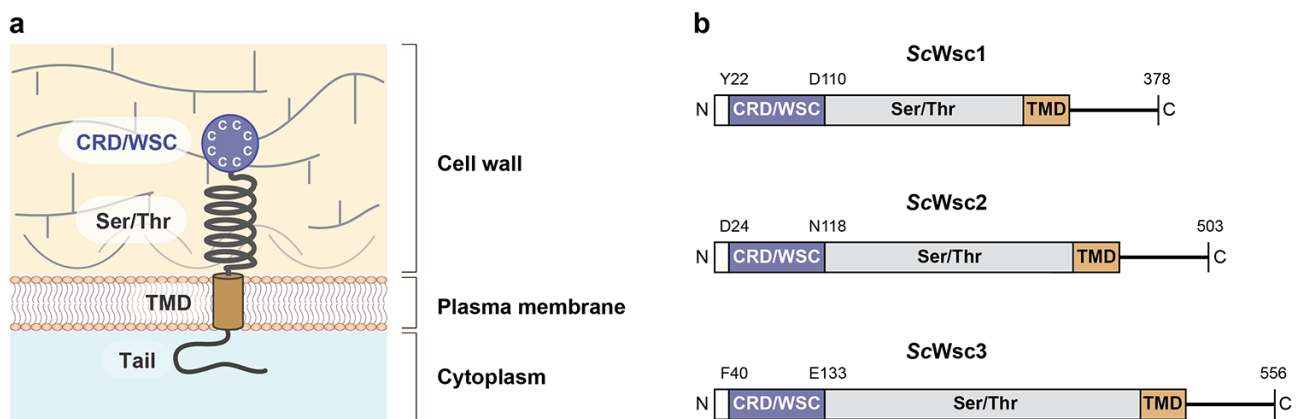 a
CRD/WSC
C C C C C C C C
Ser/Thr
TMD
Tail
Cell wall
Plasma membrane
Cytoplasm
b
ScWsc1
Y22 D110 378
N CRD/WSC Ser/Thr TMD C
ScWsc2
D24 N118 503
N CRD/WSC Ser/Thr TMD C
ScWsc3
F40 E133 556
N CRD/WSC Ser/Thr TMD C